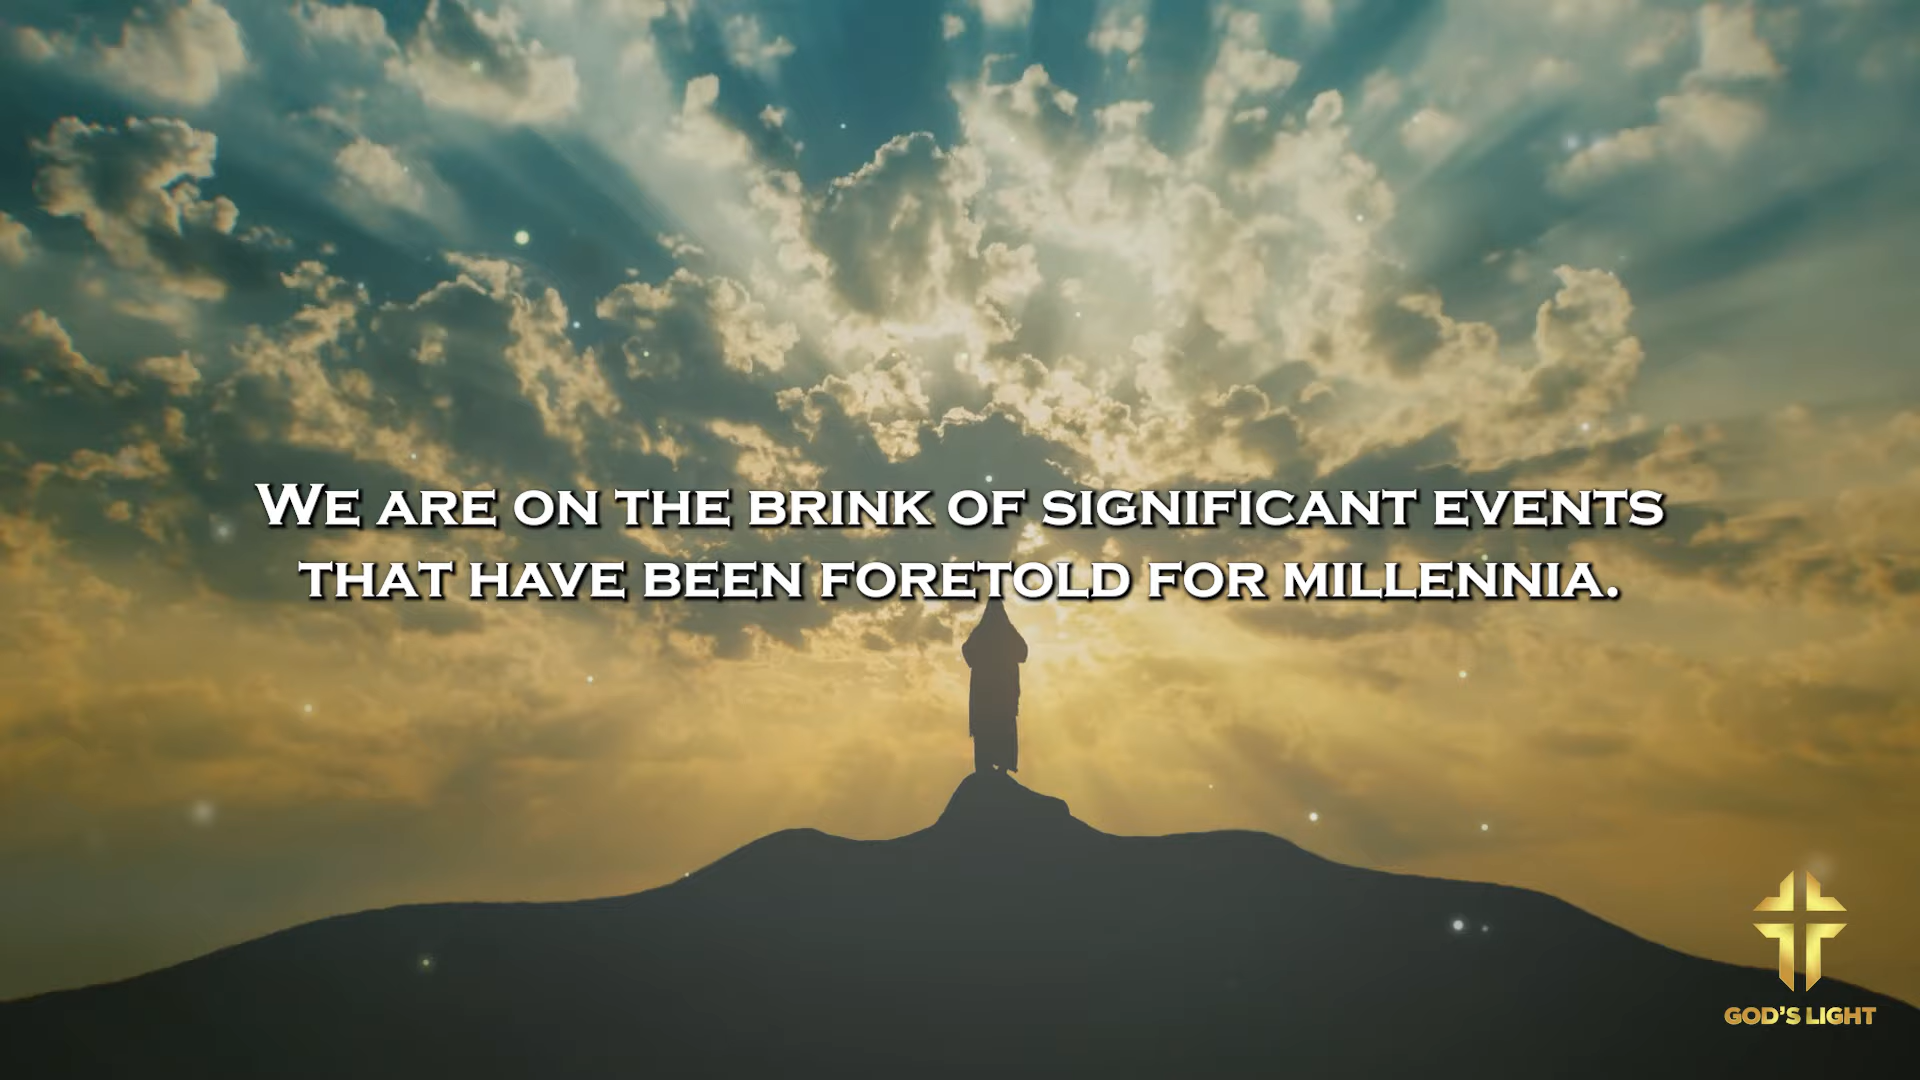 WE ARE ON THE BRINK OF SIGNIFICANT EVENTS
THAT HAVE BEEN FORETOLD FOR MILLENNIA.
GOD'S LIGHT